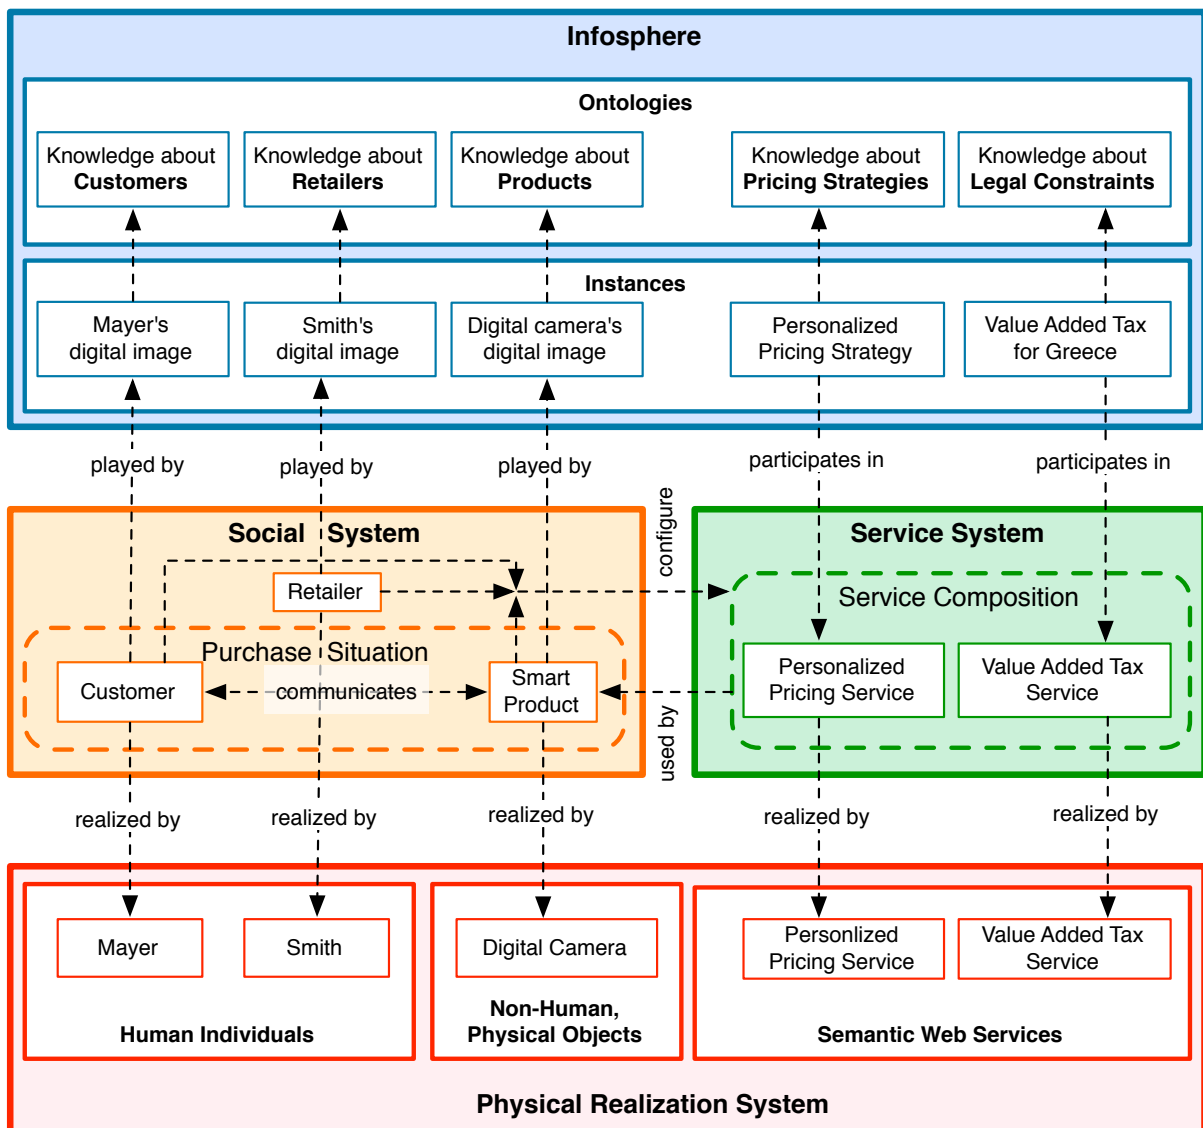 Infosphere
Ontologies
Knowledge about
Customers
Knowledge about
Retailers
Knowledge about
Products
Knowledge about
Pricing Strategies
Knowledge about
Legal Constraints
Instances
Mayer's
digital image
Smith's
digital image
Digital camera's
digital image
Personalized
Pricing Strategy
Value Added Tax
for Greece
played by
played by
played by
participates in
participates in
Social System
configure
Service System
Retailer
Service Composition
Purchase Situation
Customer
communicates
Smart
Product
used by
Personalized
Pricing Service
Value Added Tax
Service
realized by
realized by
realized by
realized by
realized by
Mayer
Smith
Digital Camera
Personlized
Pricing Service
Value Added Tax
Service
Human Individuals
Non-Human,
Physical Objects
Semantic Web Services
Physical Realization System